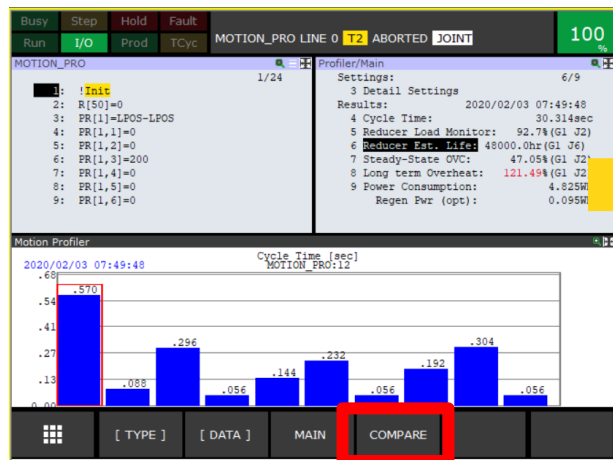 Busy Step Hold Fault
Run I/O Prod TCyc
MOTION_PRO LINE 0 T2 ABORTED JOINT
100
%
MOTION_PRO
1/24
1: !Init
2: R[50]=0
3: PR[1]=LPOS-LPOS
4: PR[1,1]=0
5: PR[1,2]=0
6: PR[1,3]=200
7: PR[1,4]=0
8: PR[1,5]=0
9: PR[1,6]=0
Profiler/Main
Settings: 6/9
3 Detail Settings
Results: 2020/02/03 07:49:48
4 Cycle Time: 30.314sec
5 Reducer Load Monitor: 92.7%(G1 J2)
6 Reducer Est. Life: 48000.0hr(G1 J6)
7 Steady-State OVC: 47.05%(G1 J2
8 Long term Overheat: 121.49%(G1 J2
9 Power Consumption: 4.825W
Regen Pwr (opt): 0.095W
Motion Profiler
Cycle Time [sec]
2020/02/03 07:49:48
MOTION_PRO:12
.68
.54
.41
.27
.13
0.00
.570
.088
.296
.056
.144
.232
.056
.192
.304
.056
[ TYPE ] [ DATA ] MAIN COMPARE